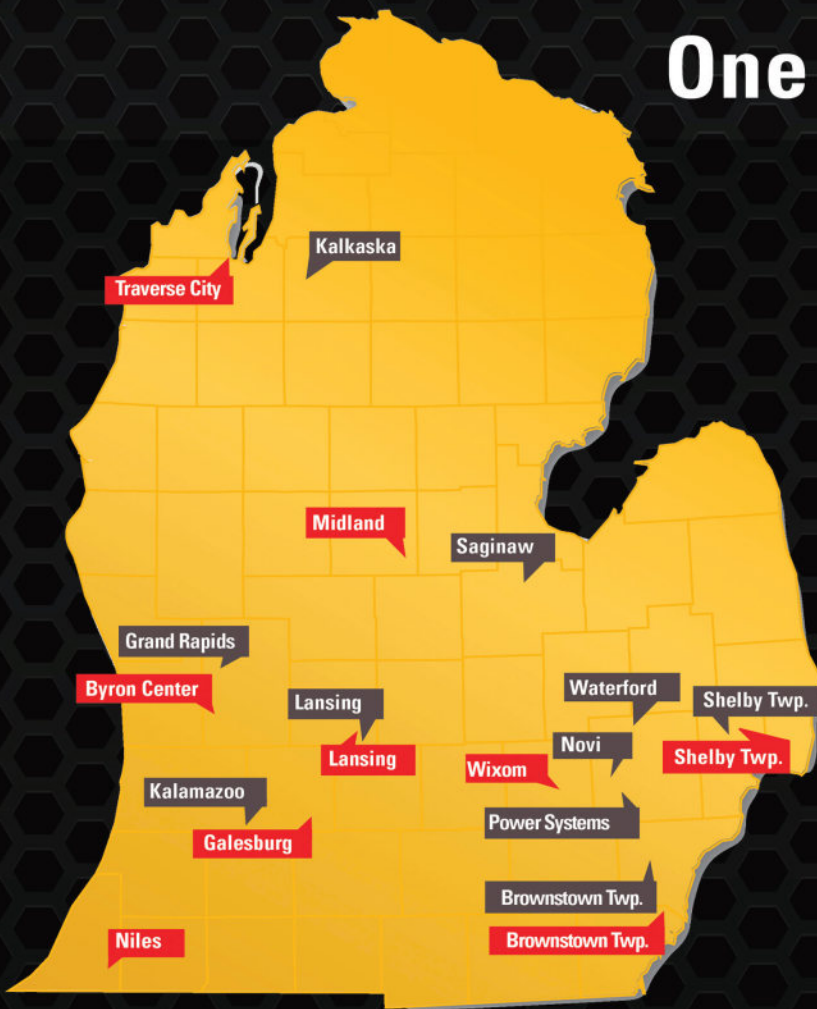 One
Kalkaska
Traverse City
Midland
Saginaw
Grand Rapids
Byron Center
Lansing
Lansing
Waterford
Shelby Twp.
Novi
Shelby Twp.
Wixom
Kalamazoo
Galesburg
Power Systems
Brownstown Twp.
Niles
Brownstown Twp.